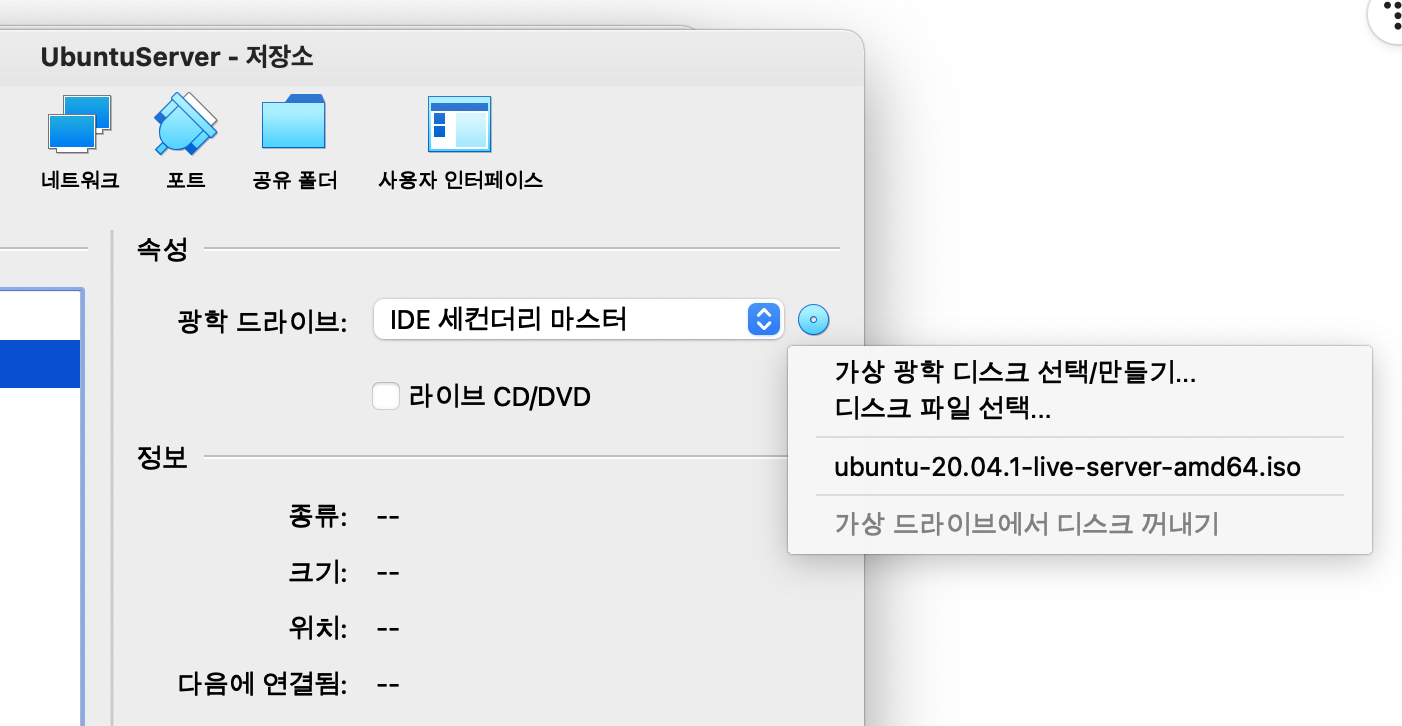 UbuntuServer - 저장소
네트워크
포트
공유 폴더
사용자 인터페이스
속성
광학 드라이브: IDE 세컨더리 마스터
라이브 CD/DVD
가상 광학 디스크 선택/만들기...
디스크 파일 선택...
ubuntu-20.04.1-live-server-amd64.iso
가상 드라이브에서 디스크 꺼내기
정보
종류: --
크기: --
위치: --
다음에 연결됨: --